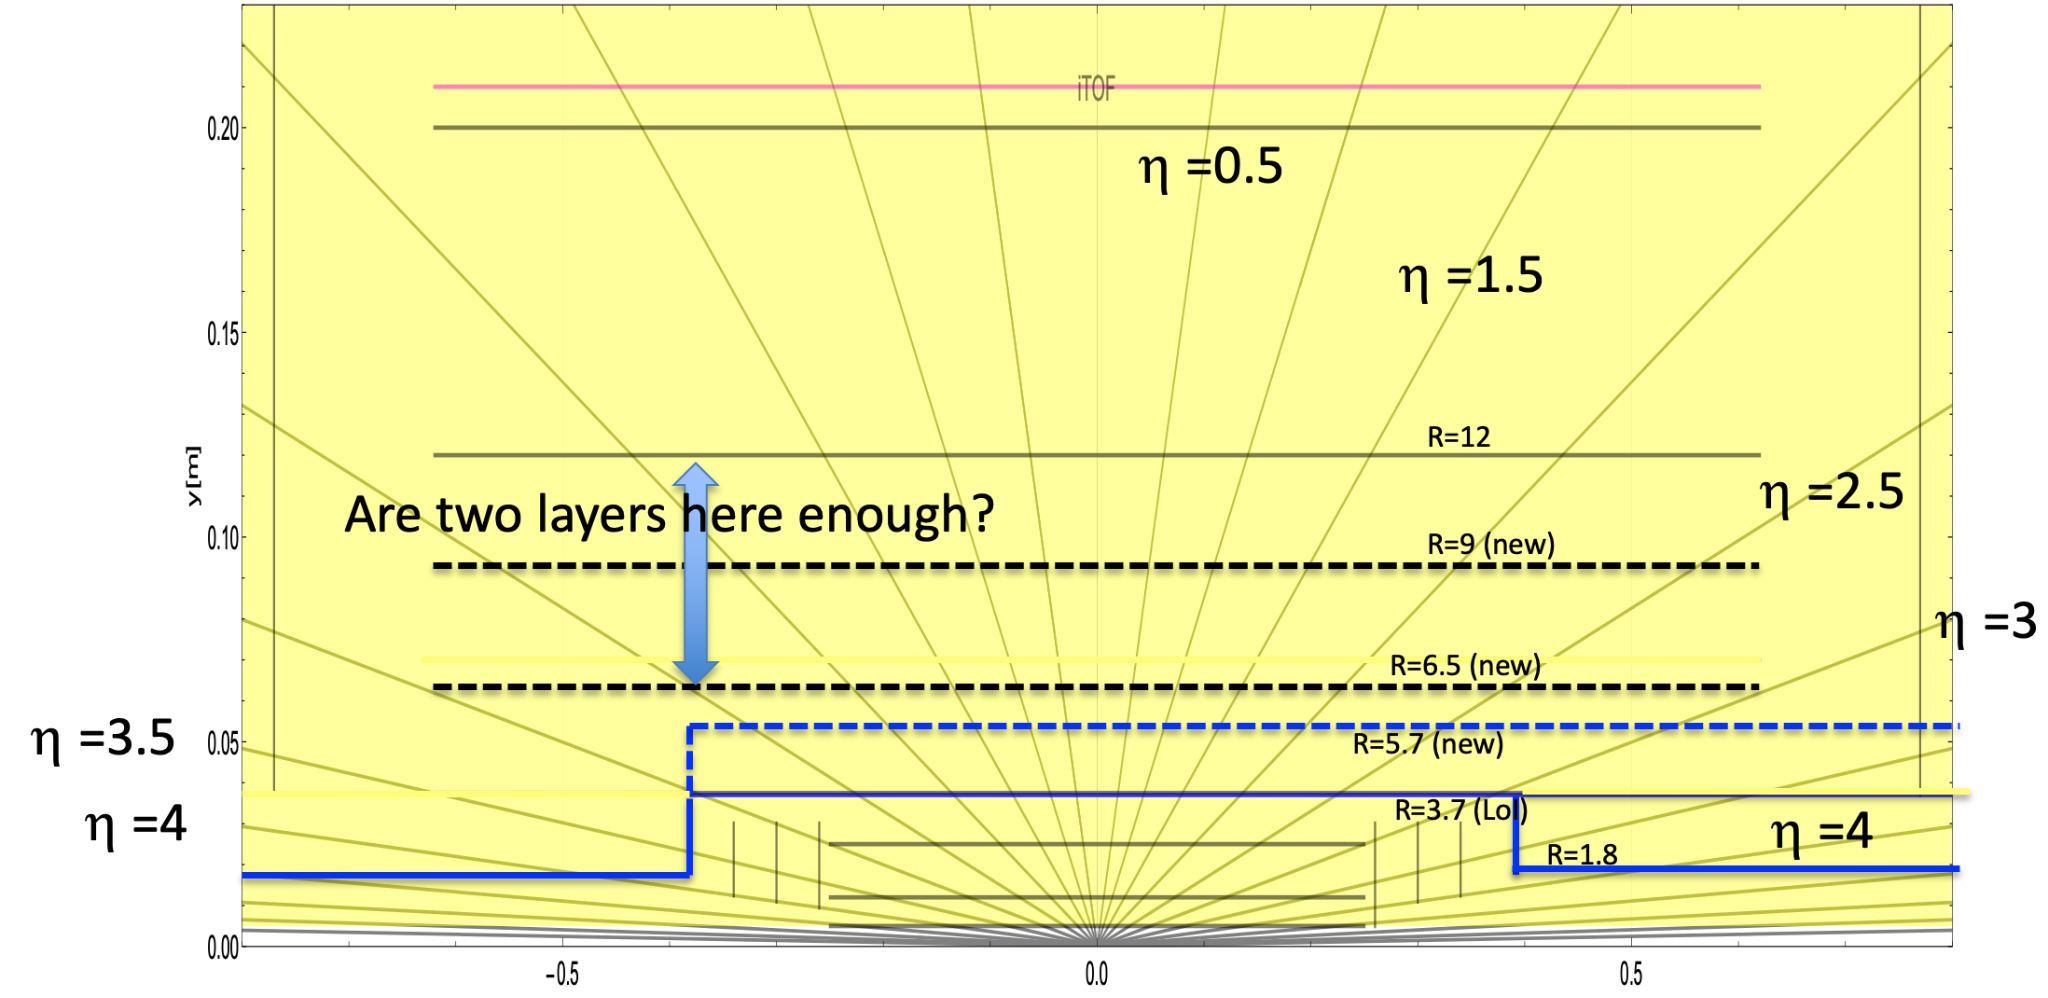 iTOF
0.20
η =0.5
η =1.5
0.15
R=12
y[m]
η =2.5
Are two layers here enough?
0.10
R=9 (new)
η =3
R=6.5 (new)
η =3.5
0.05
R=5.7 (new)
R=3.7 (LoI)
η =4
η =4
R=1.8
0.00
−0.5
0.0
0.5